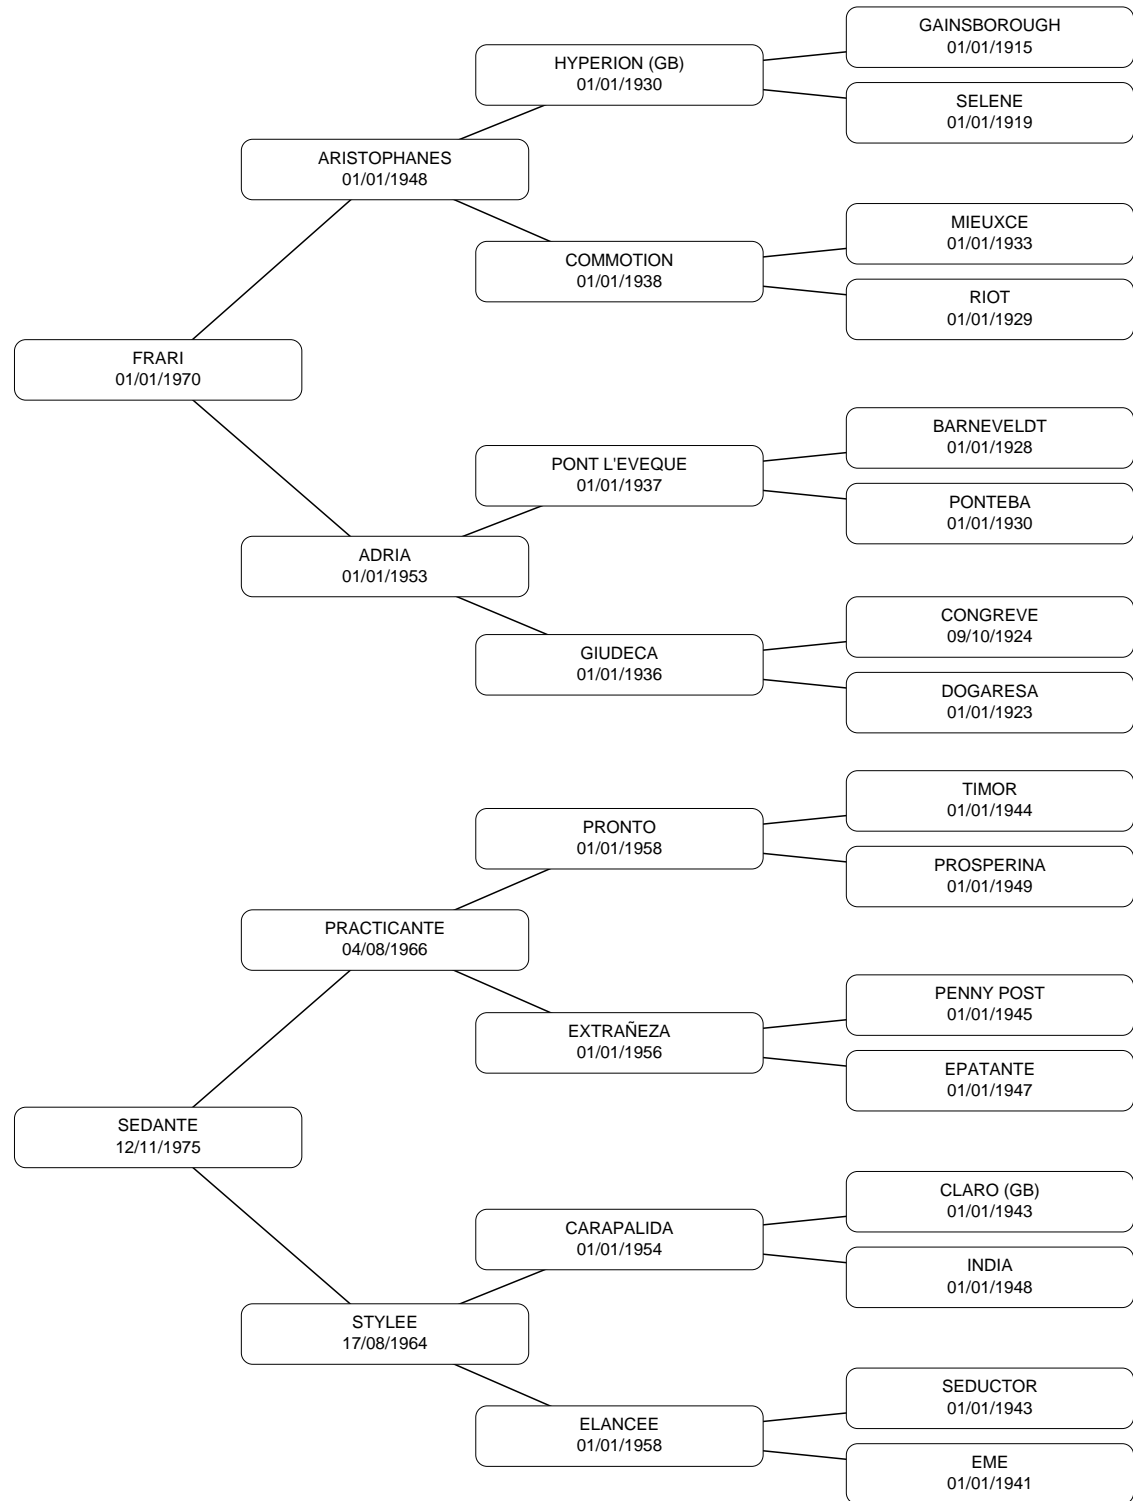 GAINSBOROUGH
01/01/1915
HYPERION (GB)
01/01/1930
SELENE
01/01/1919
ARISTOPHANES
01/01/1948
MIEUXCE
01/01/1933
COMMOTION
01/01/1938
RIOT
01/01/1929
FRARI
01/01/1970
BARNEVELDT
01/01/1928
PONT L'EVEQUE
01/01/1937
PONTEBA
01/01/1930
ADRIA
01/01/1953
CONGREVE
09/10/1924
GIUDECA
01/01/1936
DOGARESA
01/01/1923
TIMOR
01/01/1944
PRONTO
01/01/1958
PROSPERINA
01/01/1949
PRACTICANTE
04/08/1966
PENNY POST
01/01/1945
EXTRAÑEZA
01/01/1956
EPATANTE
01/01/1947
SEDANTE
12/11/1975
CLARO (GB)
01/01/1943
CARAPALIDA
01/01/1954
INDIA
01/01/1948
STYLEE
17/08/1964
SEDUCTOR
01/01/1943
ELANCEE
01/01/1958
EME
01/01/1941